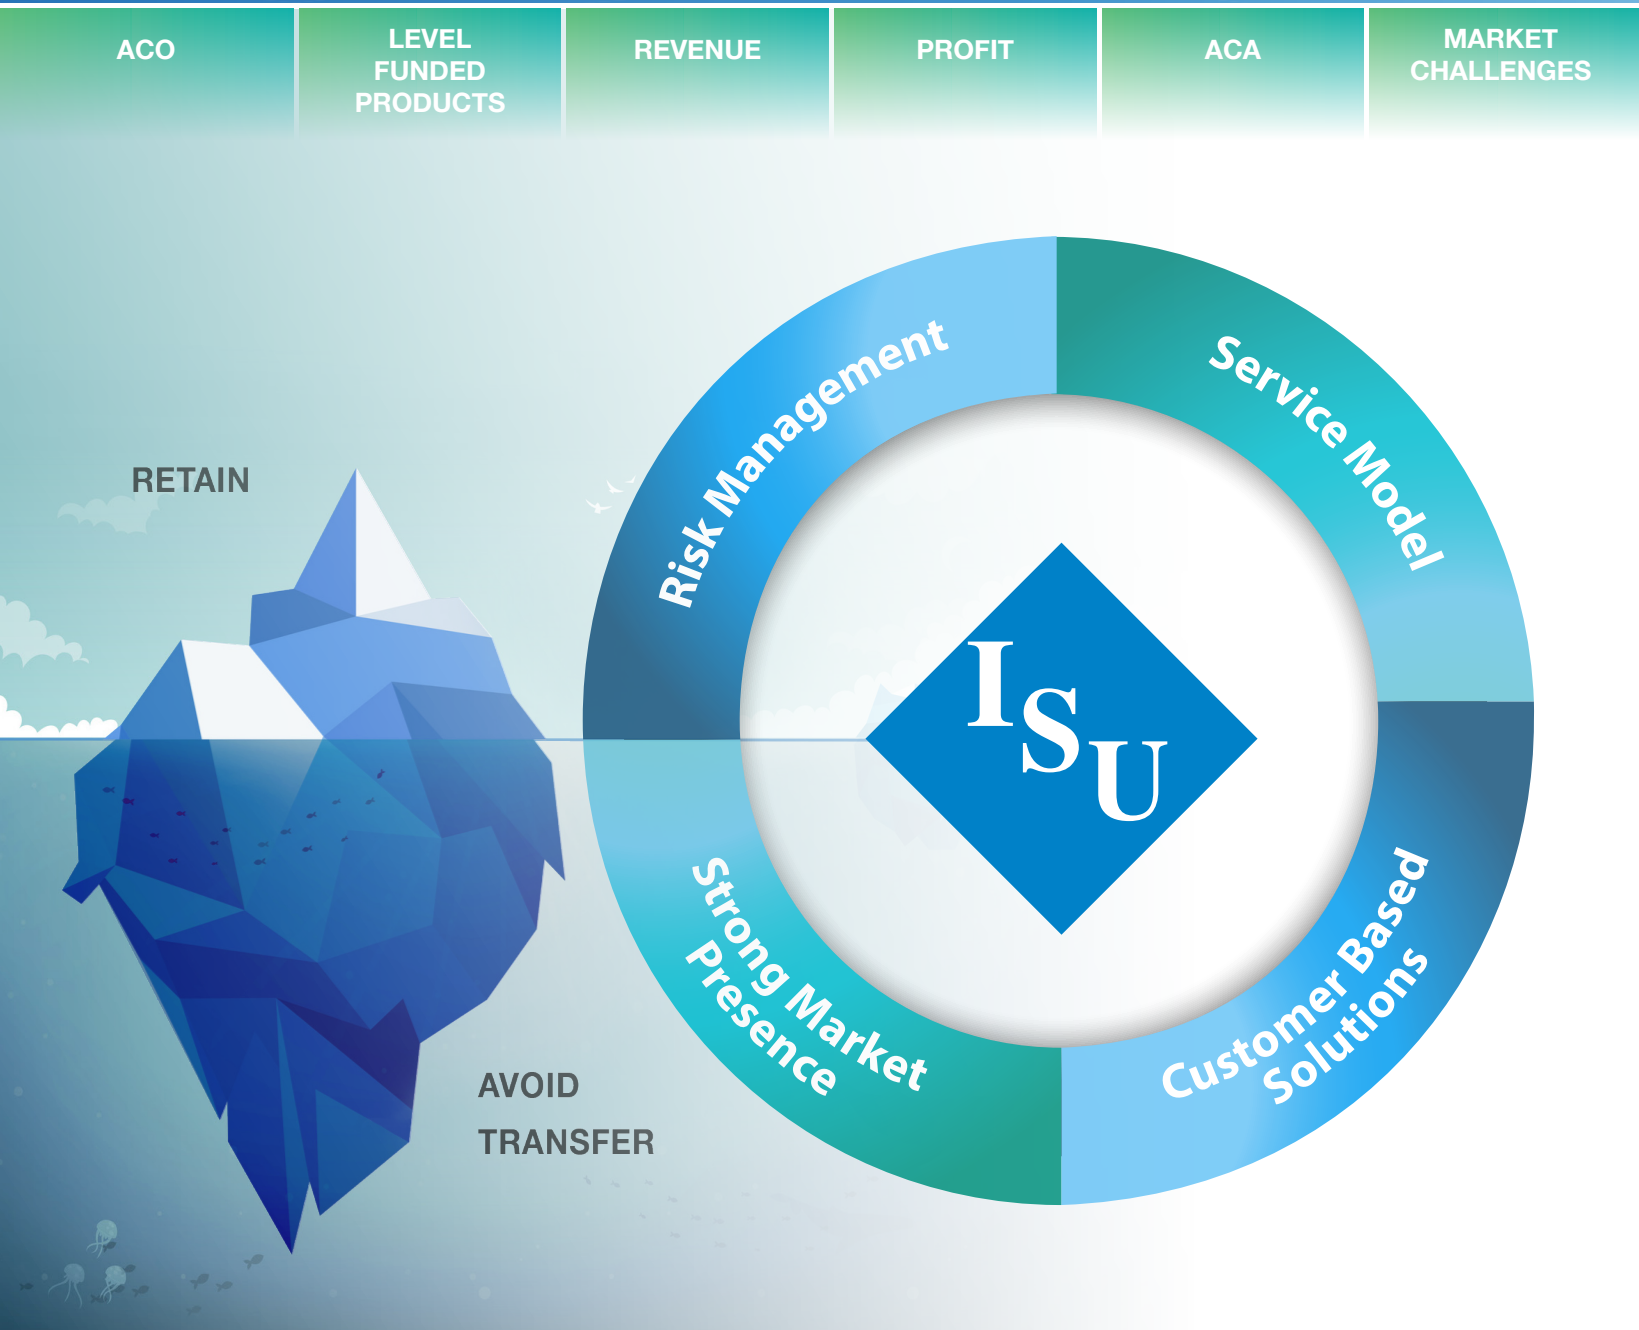 ACO
LEVEL
FUNDED
PRODUCTS
REVENUE
PROFIT
ACA
MARKET
CHALLENGES
Risk Management
Service Model
RETAIN
ISU
Strong Market
Presence
Customer Based
Solutions
AVOID
TRANSFER